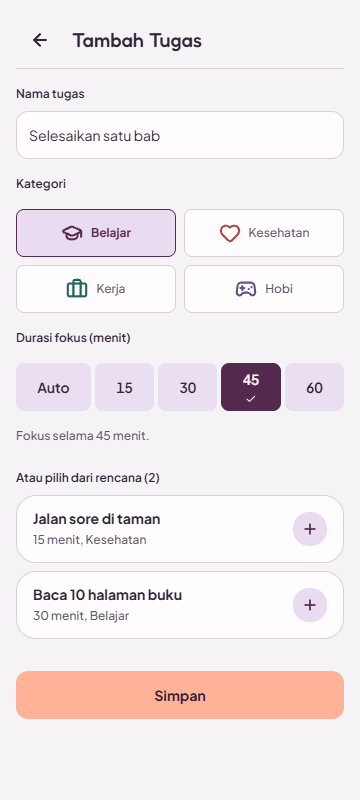 Tambah Tugas
Nama tugas
Selesaikan satu bab
Kategori
Belajar
Kesehatan
Kerja
Hobi
Durasi fokus (menit)
Auto
15
30
45
60
Fokus selama 45 menit.
Atau pilih dari rencana (2)
Jalan sore di taman
15 menit, Kesehatan
Baca 10 halaman buku
30 menit, Belajar
Simpan